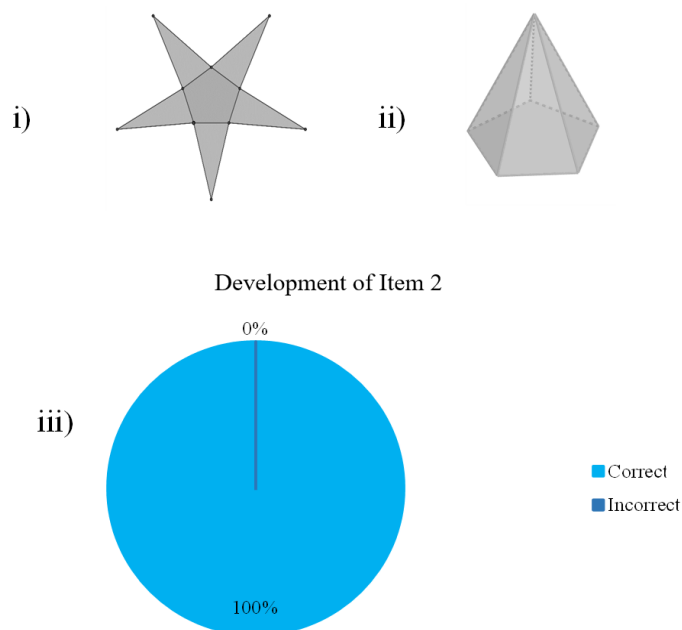 i)
ii)
Development of Item 2
0%
iii)
Correct
Incorrect
100%